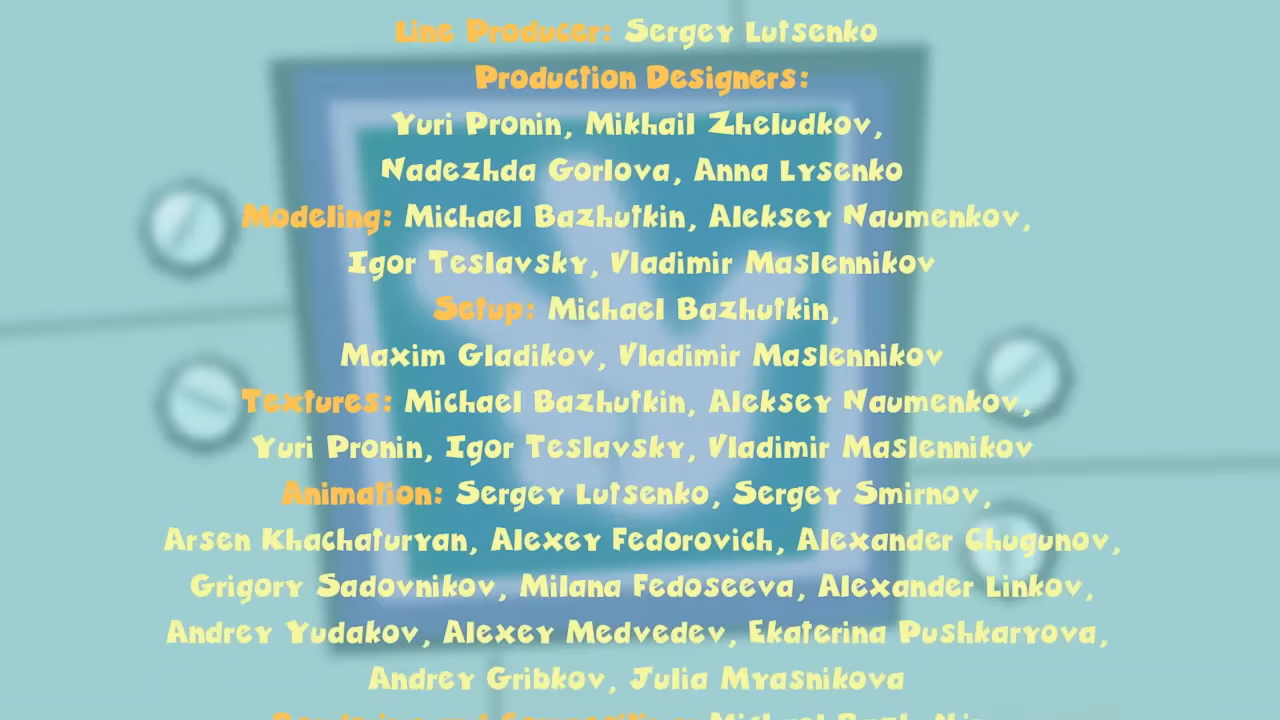 Line Producer: Sergey Lutsenko
Production Designers:
Yuri Pronin, Mikhail Zheludkov,
Nadezhda Gorlova, Anna Lysenko
Modeling: Michael Bazhutkin, Aleksey Naumenkov,
Igor Teslavsky, Vladimir Maslennikov
Setup: Michael Bazhutkin,
Maxim Gladikov, Vladimir Maslennikov
Textures: Michael Bazhutkin, Aleksey Naumenkov,
Yuri Pronin, Igor Teslavsky, Vladimir Maslennikov
Animation: Sergey Lutsenko, Sergey Smirnov,
Arsen Khachaturyan, Alexey Fedorovich, Alexander Chugunov,
Grigory Sadovnikov, Milana Fedoseeva, Alexander Linkov,
Andrey Yudakov, Alexey Medvedev, Ekaterina Pushkaryova,
Andrey Gribkov, Julia Myasnikova